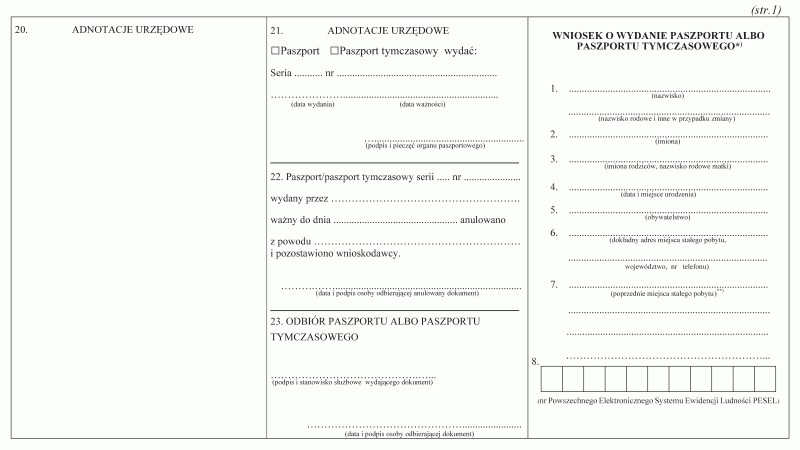 (str.1)
20. ADNOTACJE URZĘDOWE
21. ADNOTACJE URZĘDOWE
☐Paszport ☐Paszport tymczasowy wydać:
Seria ........... nr ...............................................................
..........................................................................................
(data wydania) (data ważności)
...............................................................
(podpis i pieczęć organu paszportowego)
22. Paszport/paszport tymczasowy serii ..... nr ......................
wydany przez ……………………………………………….
ważny do dnia ................................................. anulowano
z powodu ……………………………………………………
i pozostawiono wnioskodawcy.
...............................................................................................
(data i podpis osoby odbierającej anulowany dokument)
23. ODBIÓR PASZPORTU ALBO PASZPORTU
TYMCZASOWEGO
………………………………………...
(podpis i stanowisko służbowe wydającego dokument)
……………………………………….......................
(data i podpis osoby odbierającej dokument)
WNIOSEK O WYDANIE PASZPORTU ALBO
PASZPORTU TYMCZASOWEGO*)
1. ................................................................................
(nazwisko)
................................................................................
(nazwisko rodowe i inne w przypadku zmiany)
2. ................................................................................
(imiona)
3. ................................................................................
(imiona rodziców, nazwisko rodowe matki)
4. ................................................................................
(data i miejsce urodzenia)
5. ................................................................................
(obywatelstwo)
6. ................................................................................
(dokładny adres miejsca stałego pobytu,
................................................................................
województwo, nr telefonu)
7. ................................................................................
(poprzednie miejsca stałego pobytu)**)
................................................................................
................................................................................
…………………………………………………...
8.
(nr Powszechnego Elektronicznego Systemu Ewidencji Ludności PESEL)